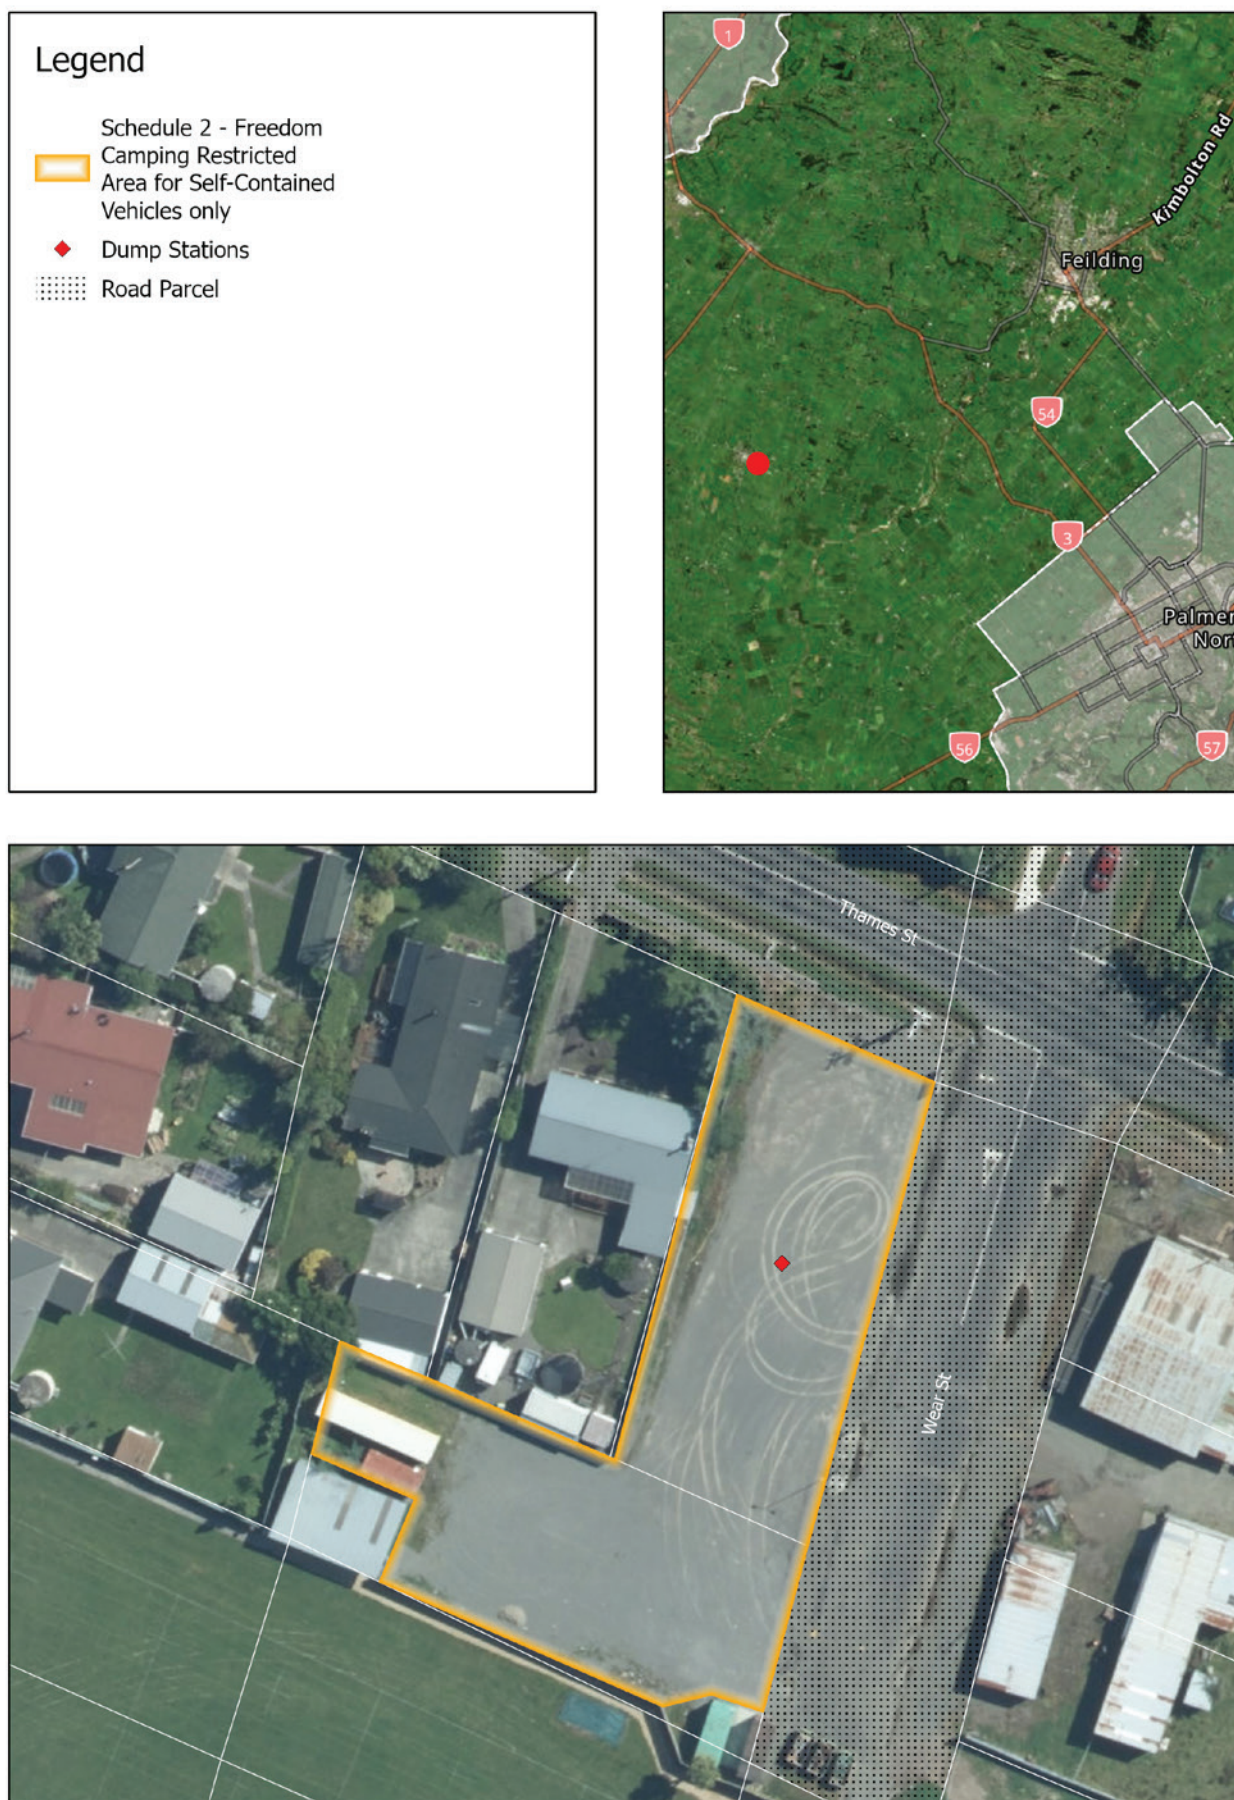 Legend
Schedule 2 - Freedom
Camping Restricted
Area for Self-Contained
Vehicles only
Dump Stations
Road Parcel
1
Kimbolton Rd
Feilding
54
3
Palmer
Nor
56
57
Thames St
Wear St